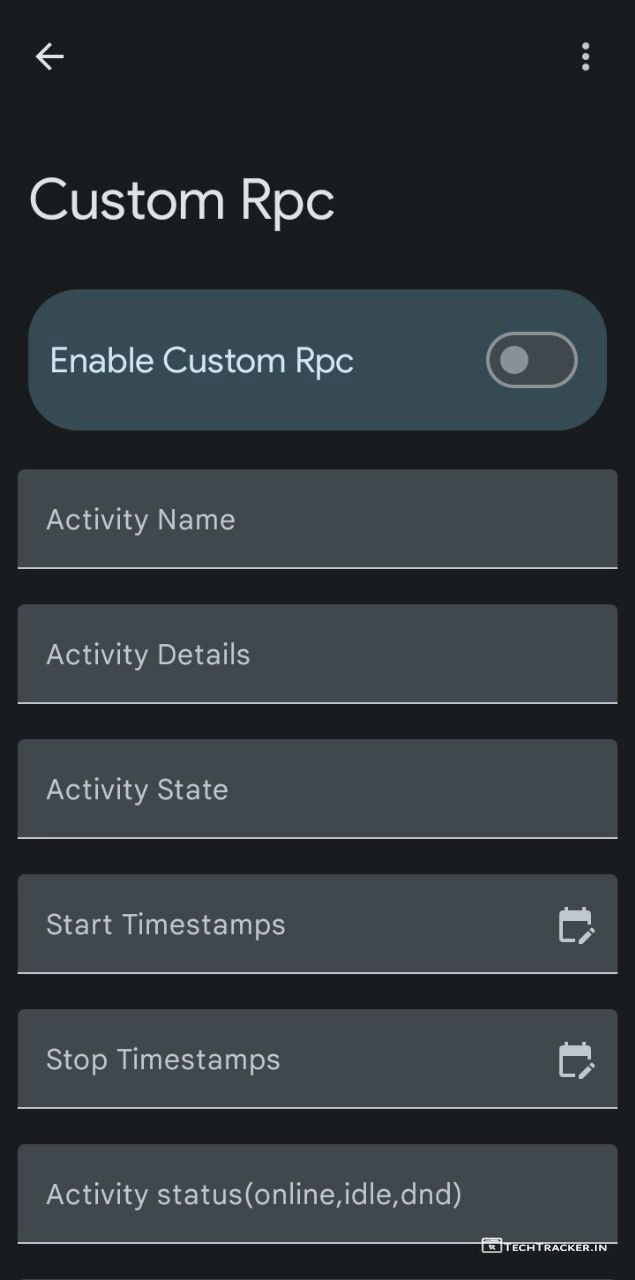 Custom Rpc
Enable Custom Rpc
Activity Name
Activity Details
Activity State
Start Timestamps
Stop Timestamps
Activity status(online,idle,dnd)
TECHTRACKER.IN